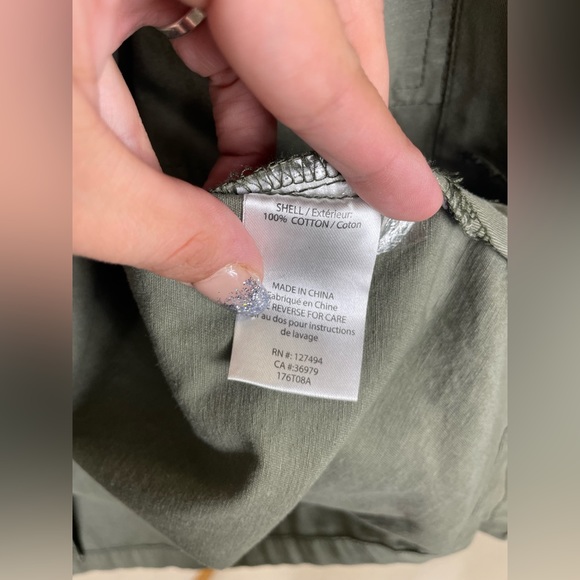 SHELL / Extérieur:
100% COTTON / Coton
MADE IN CHINA
abriqué en Chine
REVERSE FOR CARE
au dos pour instructions
de lavage
RN #: 127494
CA #:36979
176T08A